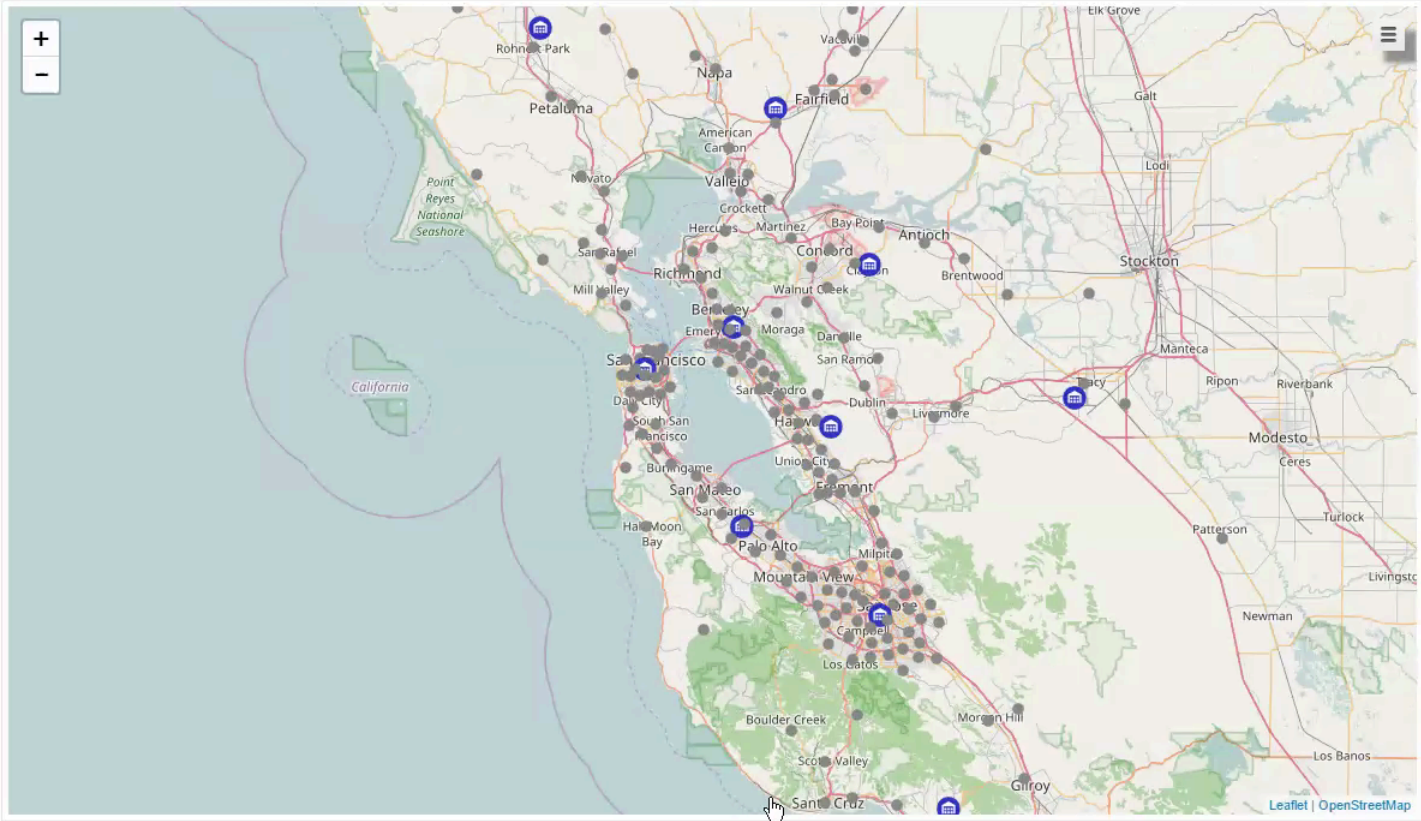 +
−
Elk Grove
Rohnert Park
Vacaville
Napa
Fairfield
Galt
Petaluma
American
Canyon
Lodi
Point
Reyes
National
Seashore
Novato
Vallejo
Crockett
Hercules
Martinez
Bay Point
Antioch
San Rafael
Concord
Stockton
Richmond
Clayton
Brentwood
Mill Valley
Walnut Creek
Berkeley
Emeryville
Moraga
Danville
Manteca
San Francisco
San Ramon
California
Tracy
Ripon
Riverbank
San Leandro
Daly City
Dublin
Livermore
South San
Francisco
Hayward
Modesto
Union City
Ceres
Burlingame
San Mateo
Fremont
San Carlos
Turlock
Half Moon
Bay
Patterson
Palo Alto
Milpitas
Mountain View
Livingston
San Jose
Newman
Campbell
Los Gatos
Boulder Creek
Morgan Hill
Scotts Valley
Los Banos
Gilroy
Santa Cruz
Leaflet | OpenStreetMap